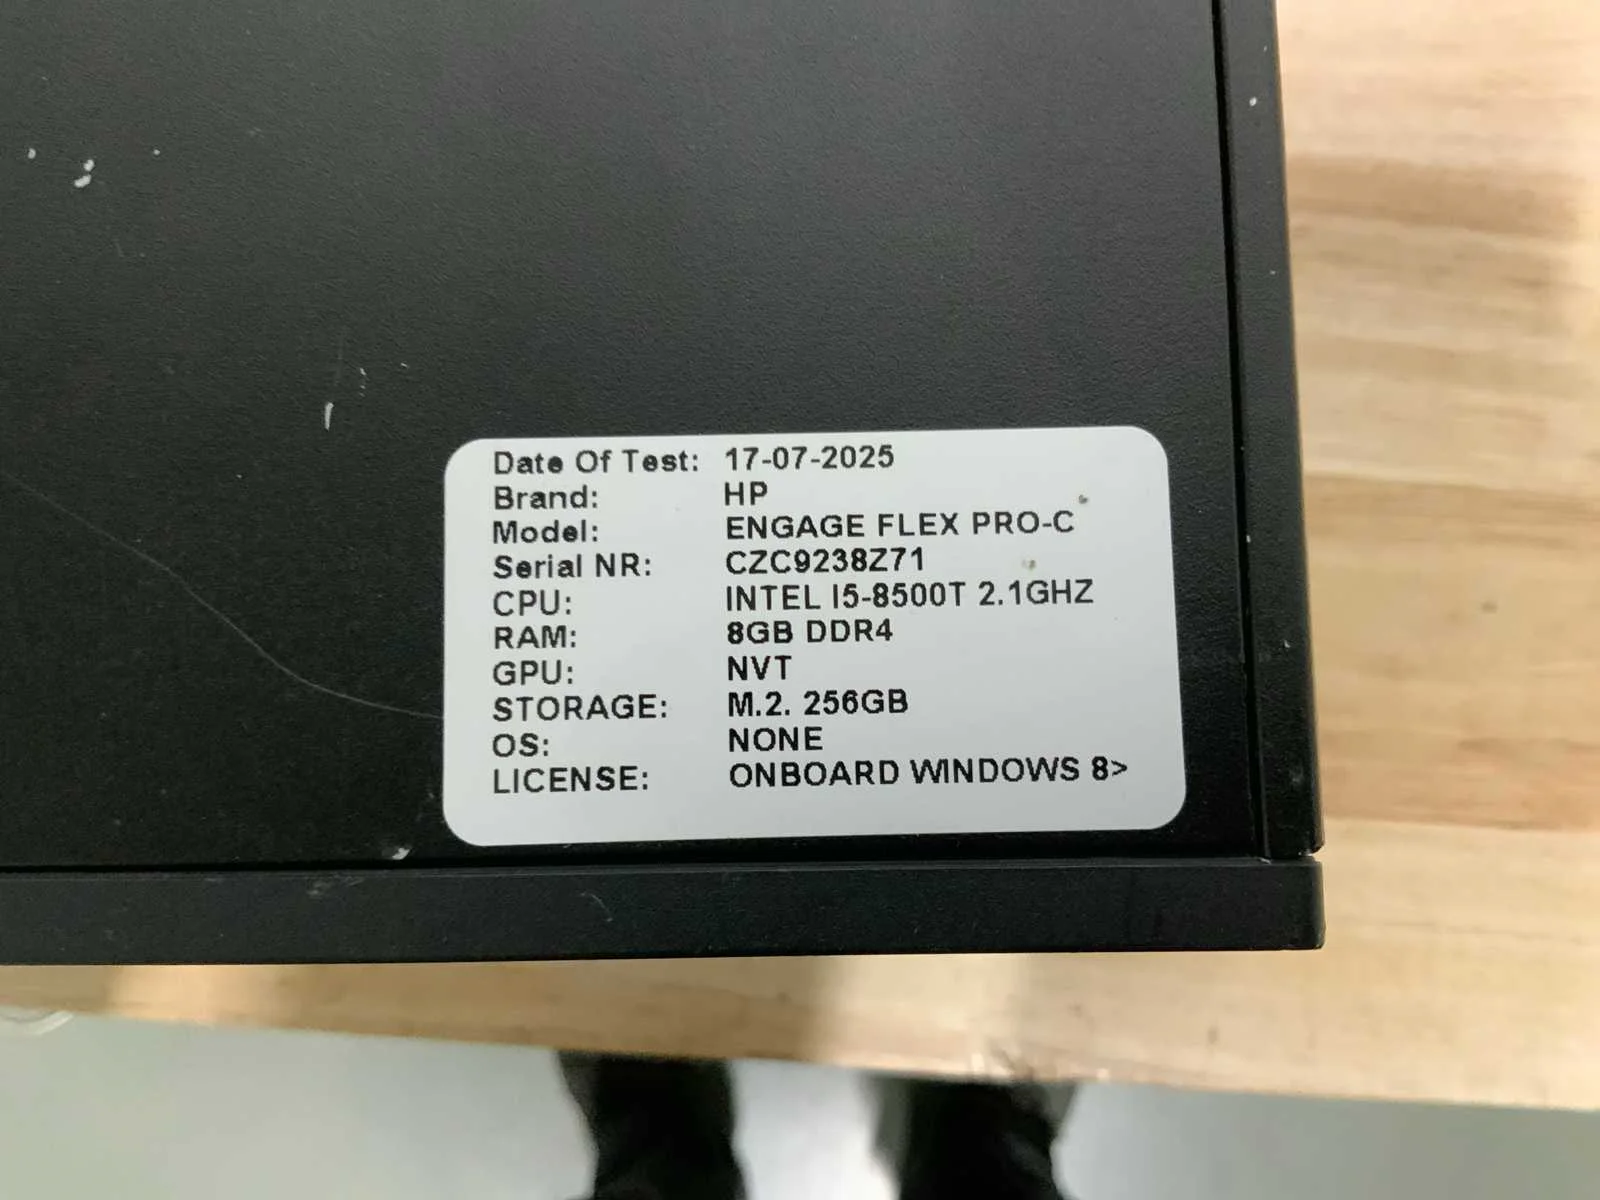 Date Of Test: 17-07-2025
Brand: HP
Model: ENGAGE FLEX PRO-C
Serial NR: CZC9238Z71
CPU: INTEL I5-8500T 2.1GHZ
RAM: 8GB DDR4
GPU: NVT
STORAGE: M.2. 256GB
OS: NONE
LICENSE: ONBOARD WINDOWS 8>